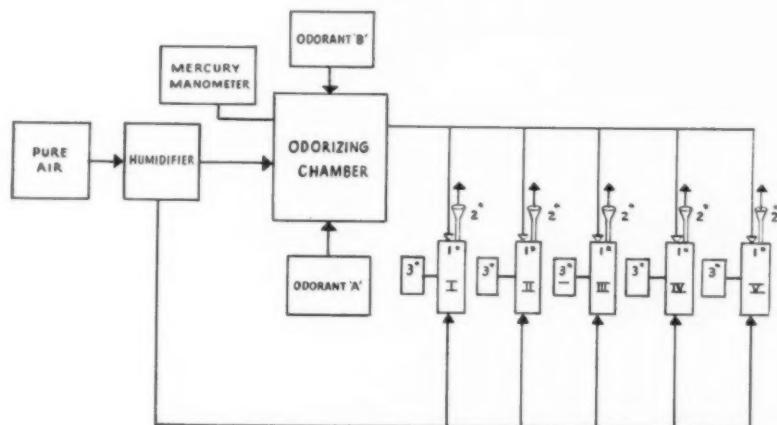 ODORANT 'B'
MERCURY
MANOMETER
PURE
AIR
HUMIDIFIER
ODORIZING
CHAMBER
ODORANT 'A'
2°
2°
2°
2°
2°
1°
1°
1°
1°
1°
3°
3°
3°
3°
3°
I
II
III
IV
V